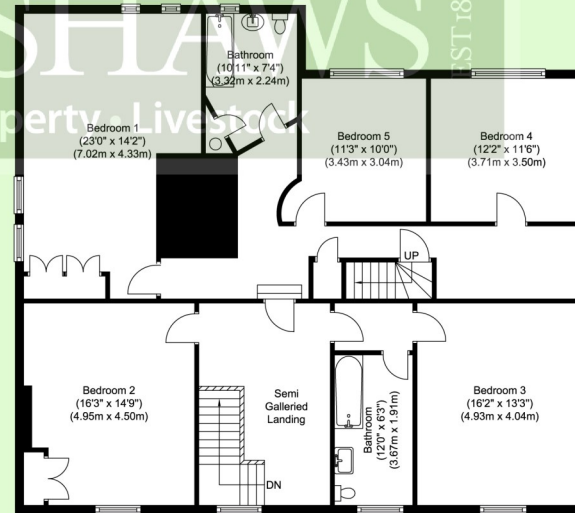 SHAWS
EST 18
perty · Livestock
Bathroom
(10'11" x 7'4")
(3.32m x 2.24m)
Bedroom 1
(23'0" x 14'2")
(7.02m x 4.33m)
Bedroom 5
(11'3" x 10'0")
(3.43m x 3.04m)
Bedroom 4
(12'2" x 11'6")
(3.71m x 3.50m)
UP
Bedroom 2
(16'3" x 14'9")
(4.95m x 4.50m)
Semi
Galleried
Landing
DN
Bathroom
(12'0" x 6'3")
(3.67m x 1.91m)
Bedroom 3
(16'2" x 13'3")
(4.93m x 4.04m)